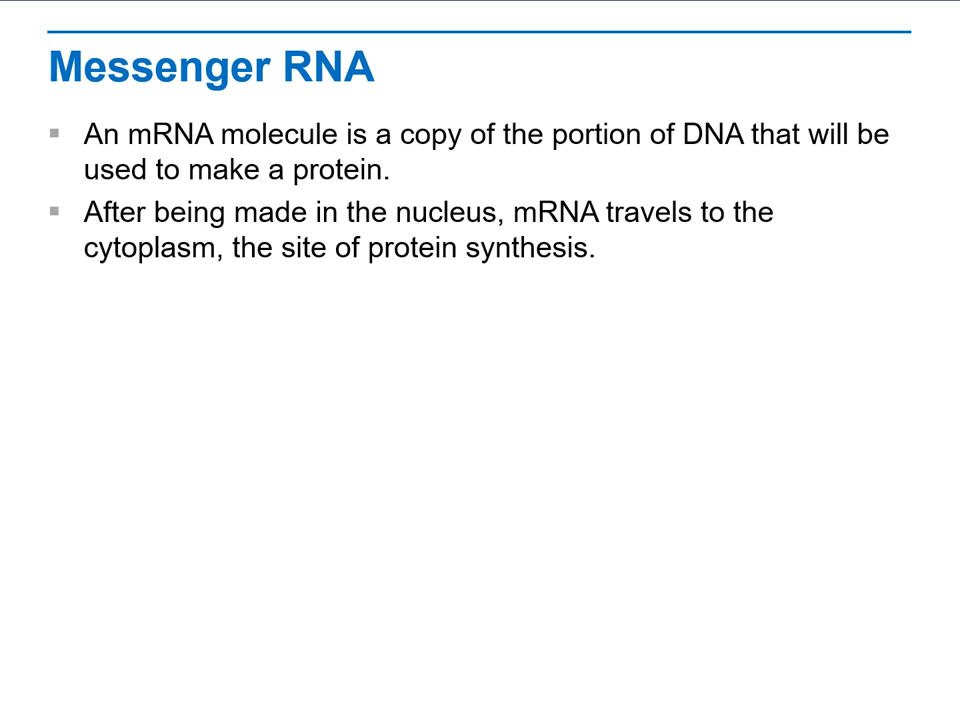 Messenger RNA
An mRNA molecule is a copy of the portion of DNA that will be
used to make a protein.
After being made in the nucleus, mRNA travels to the
cytoplasm, the site of protein synthesis.